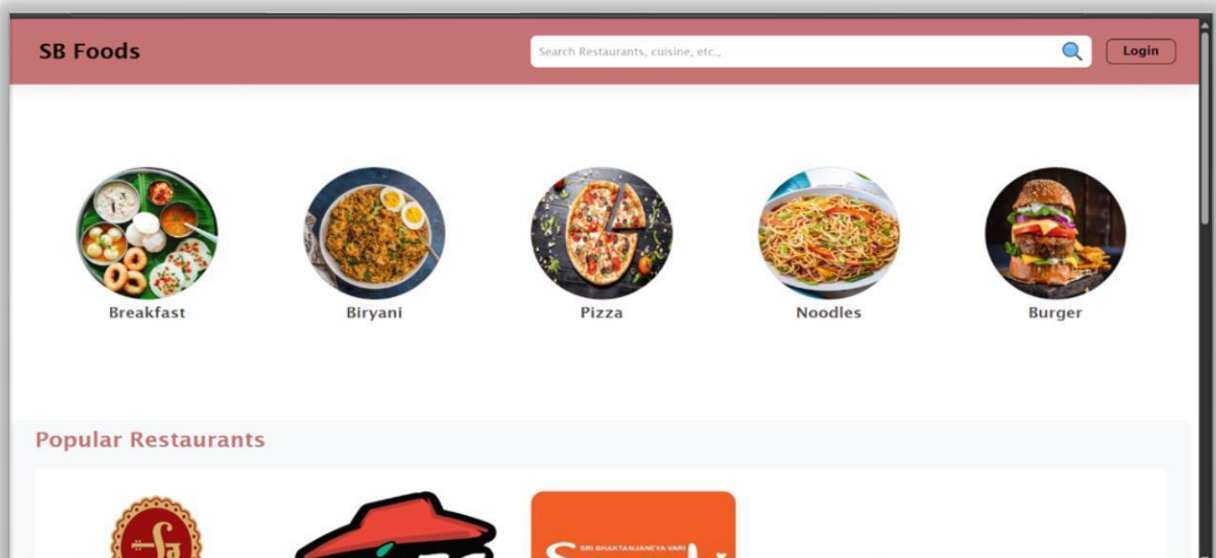 SB Foods
Search Restaurants, cuisine, etc.,
Login
Breakfast
Biryani
Pizza
Noodles
Burger
Popular Restaurants
SRI BHAKTANJANEYA VARI